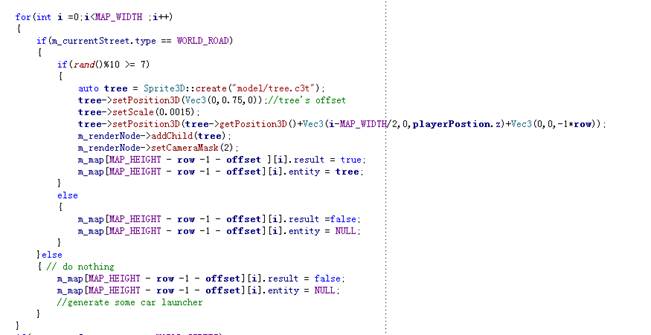 for(int i =0;i<MAP_WIDTH ;i++)
{
if(m_currentStreet.type == WORLD_ROAD)
{
if(rand()%10 >= 7)
{
auto tree = Sprite3D::create("model/tree.c3t");
tree->setPosition3D(Vec3(0,0.75,0));//tree's offset
tree->setScale(0.0015);
tree->setPosition3D(tree->getPosition3D()+Vec3(i-MAP_WIDTH/2,0,playerPostion.z)+Vec3(0,0,-1*row));
m_renderNode->addChild(tree);
m_renderNode->setCameraMask(2);
m_map[MAP_HEIGHT - row -1 - offset ][i].result = true;
m_map[MAP_HEIGHT - row -1 - offset][i].entity = tree;
}
else
{
m_map[MAP_HEIGHT - row -1 - offset][i].result =false;
m_map[MAP_HEIGHT - row -1 - offset][i].entity = NULL;
}
}else
{ // do nothing
m_map[MAP_HEIGHT - row -1 - offset][i].result = false;
m_map[MAP_HEIGHT - row -1 - offset][i].entity = NULL;
//generate some car launcher
}
}